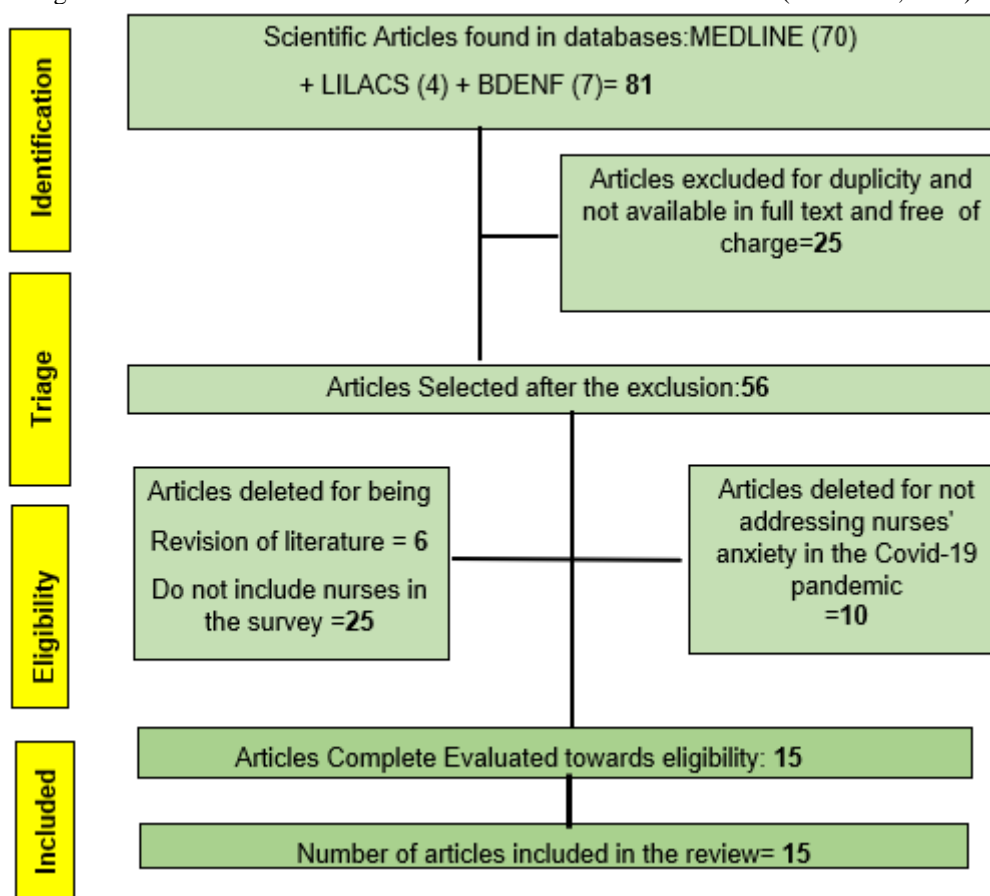 Identification
Scientific Articles found in databases:MEDLINE (70)
+ LILACS (4) + BDENF (7)= 81
Articles excluded for duplicity and
not available in full text and free of
charge=25
Triage
Articles Selected after the exclusion:56
Eligibility
Articles deleted for being
Revision of literature = 6
Do not include nurses in
the survey =25
Articles deleted for not
addressing nurses'
anxiety in the Covid-19
pandemic
=10
Articles Complete Evaluated towards eligibility: 15
Included
Number of articles included in the review= 15